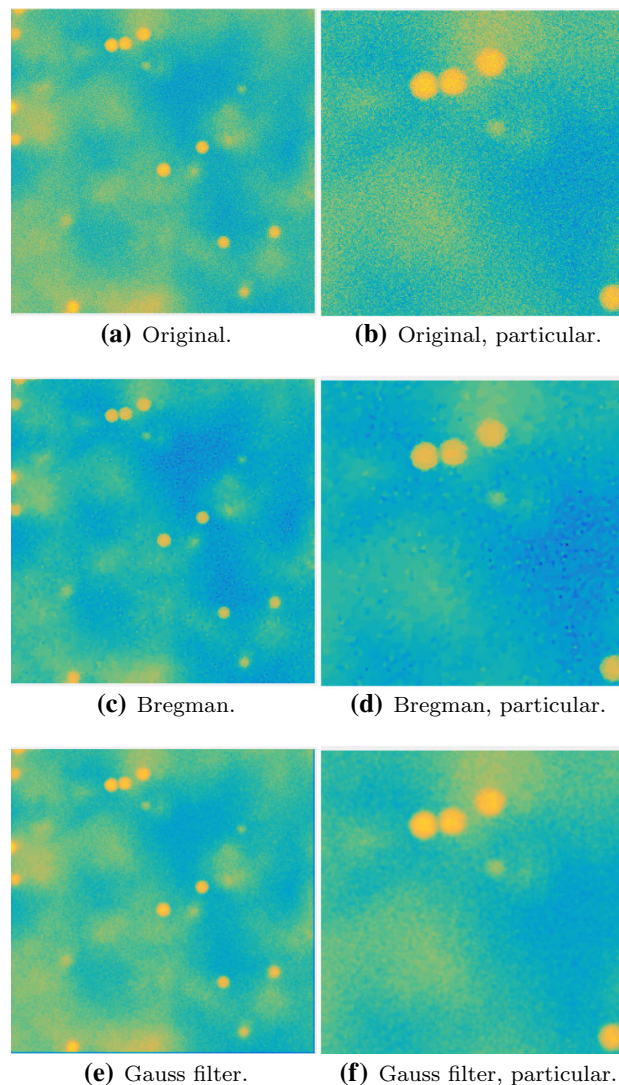 (a) Original.
(b) Original, particular.
(c) Bregman.
(d) Bregman, particular.
(e) Gauss filter.
(f) Gauss filter, particular.